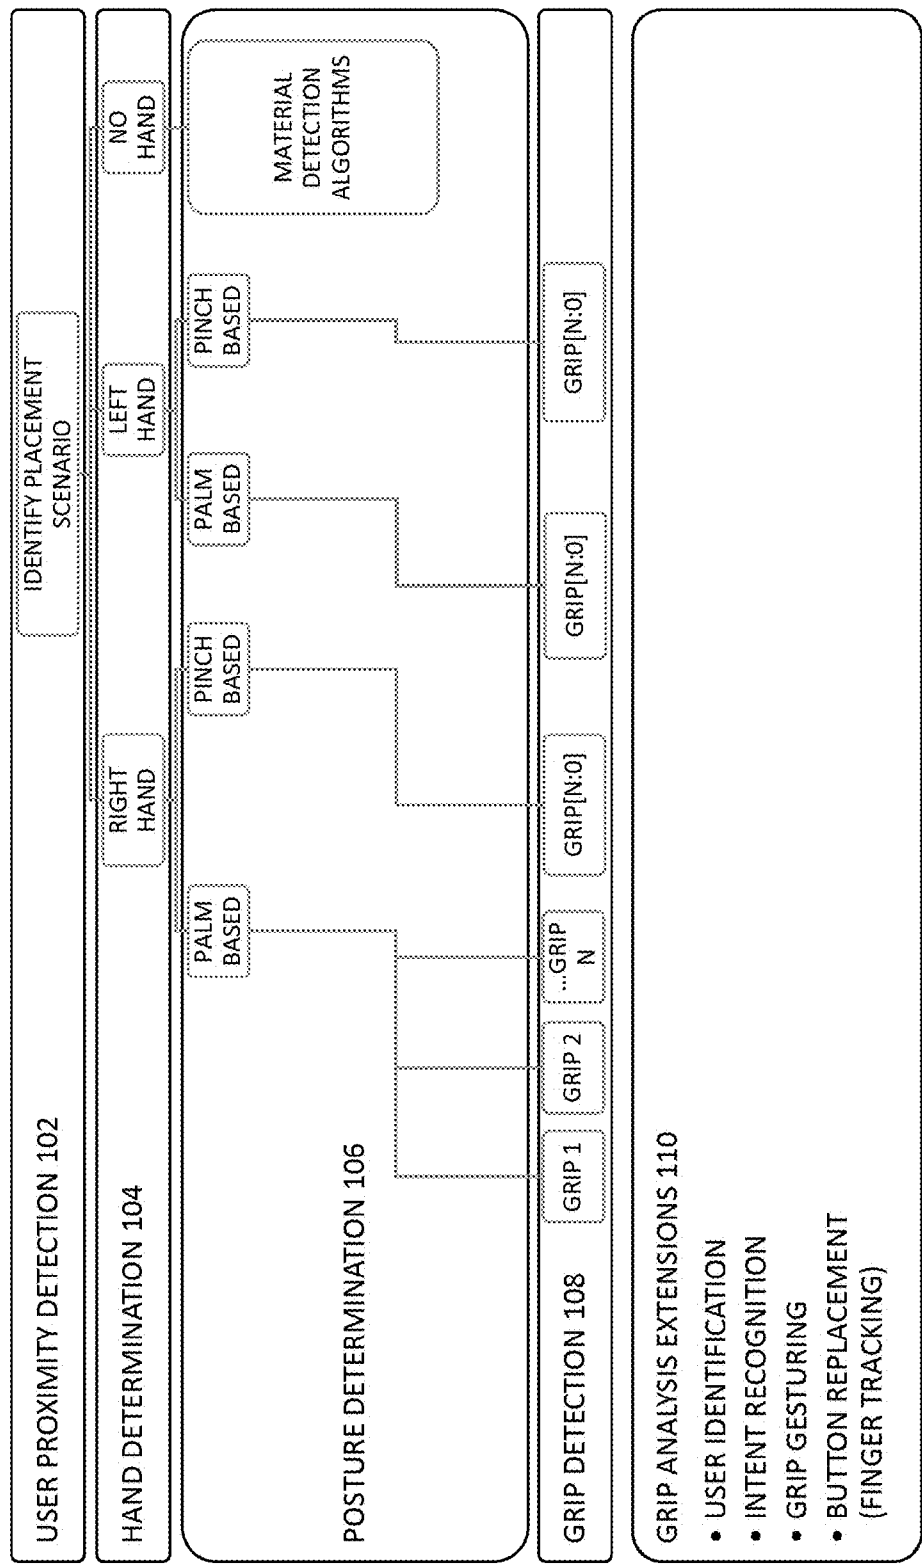 USER PROXIMITY DETECTION 102
IDENTIFY PLACEMENT
SCENARIO
HAND DETERMINATION 104
RIGHT
HAND
LEFT
HAND
NO
HAND
POSTURE DETERMINATION 106
PALM
BASED
PINCH
BASED
PALM
BASED
PINCH
BASED
MATERIAL
DETECTION
ALGORITHMS
GRIP DETECTION 108
GRIP 1
GRIP 2
...GRIP
N
GRIP[N:0]
GRIP[N:0]
GRIP[N:0]
GRIP ANALYSIS EXTENSIONS 110
• USER IDENTIFICATION
• INTENT RECOGNITION
• GRIP GESTURING
• BUTTON REPLACEMENT
(FINGER TRACKING)